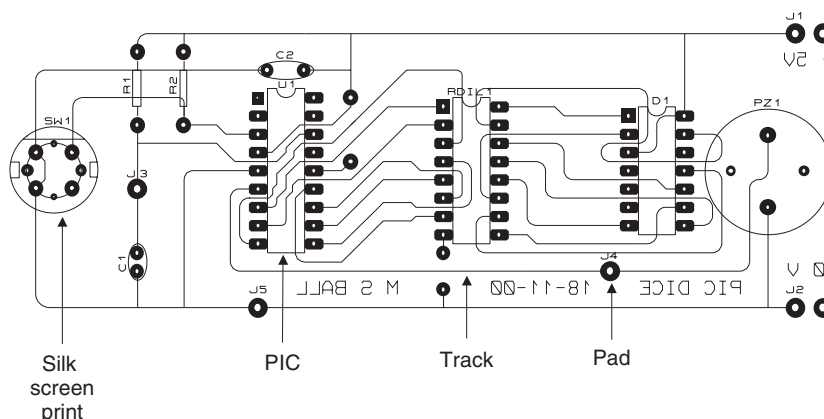 J1
5V
C2
R1
R2
U1
RDIL1
D1
PZ1
SW1
J3
C1
J4
0 V
J5
M S BALL
18-11-00
PIC DICE
J2
Silk
screen
print
PIC
Track
Pad